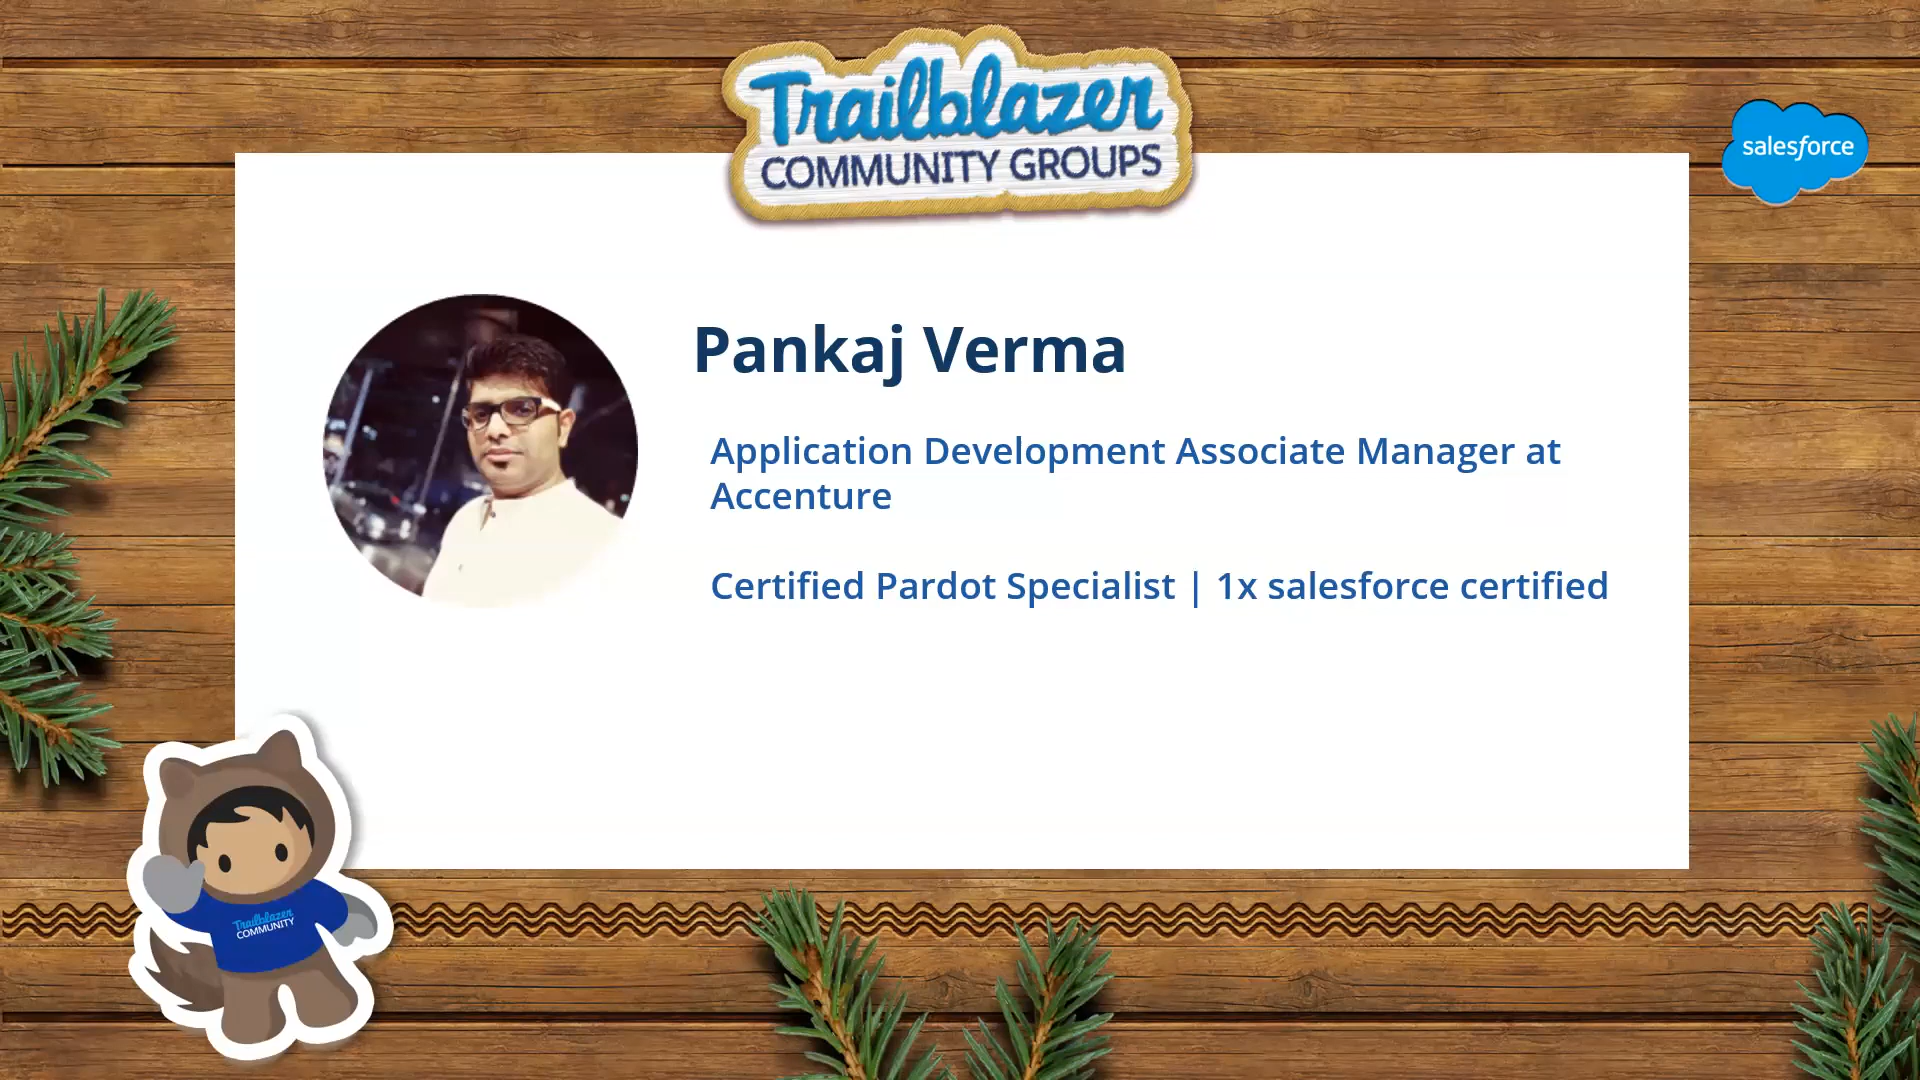 Trailblazer
COMMUNITY GROUPS
salesforce
Pankaj Verma
Application Development Associate Manager at
Accenture
Certified Pardot Specialist | 1x salesforce certified
Trailblazer
COMMUNITY